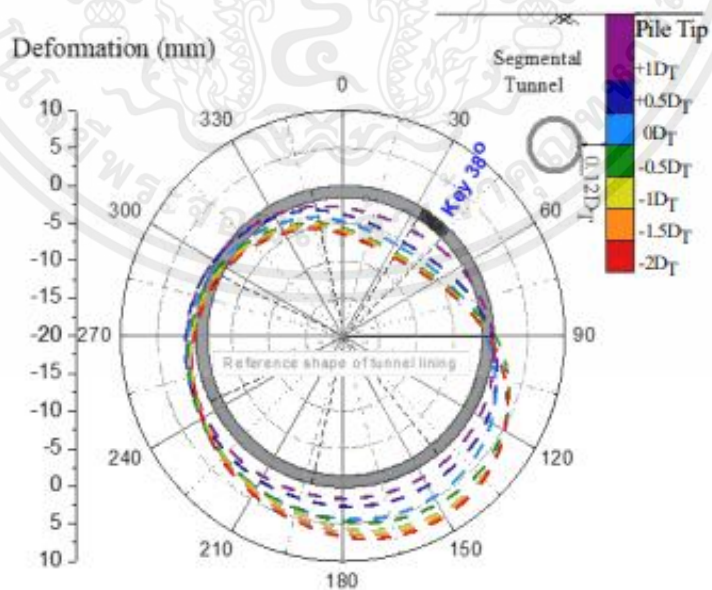 Deformation (mm)
Segmental
Tunnel
Pile Tip
+1DT
+0.5DT
0DT
-0.5DT
-1DT
-1.5DT
-2DT
0.12DT
Key 38°
Reference shape of tunnel lining
0
30
60
90
120
150
180
210
240
270
300
330
10
5
0
-5
-10
-15
-20
-15
-10
-5
0
5
10